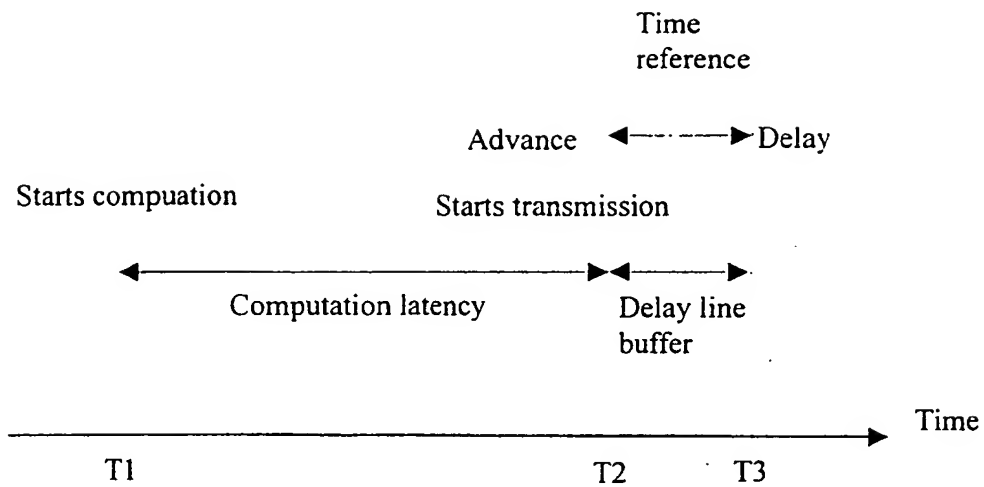 Time
reference
Advance
Delay
Starts compuation
Starts transmission
Computation latency
Delay line
buffer
Time
T1
T2
T3